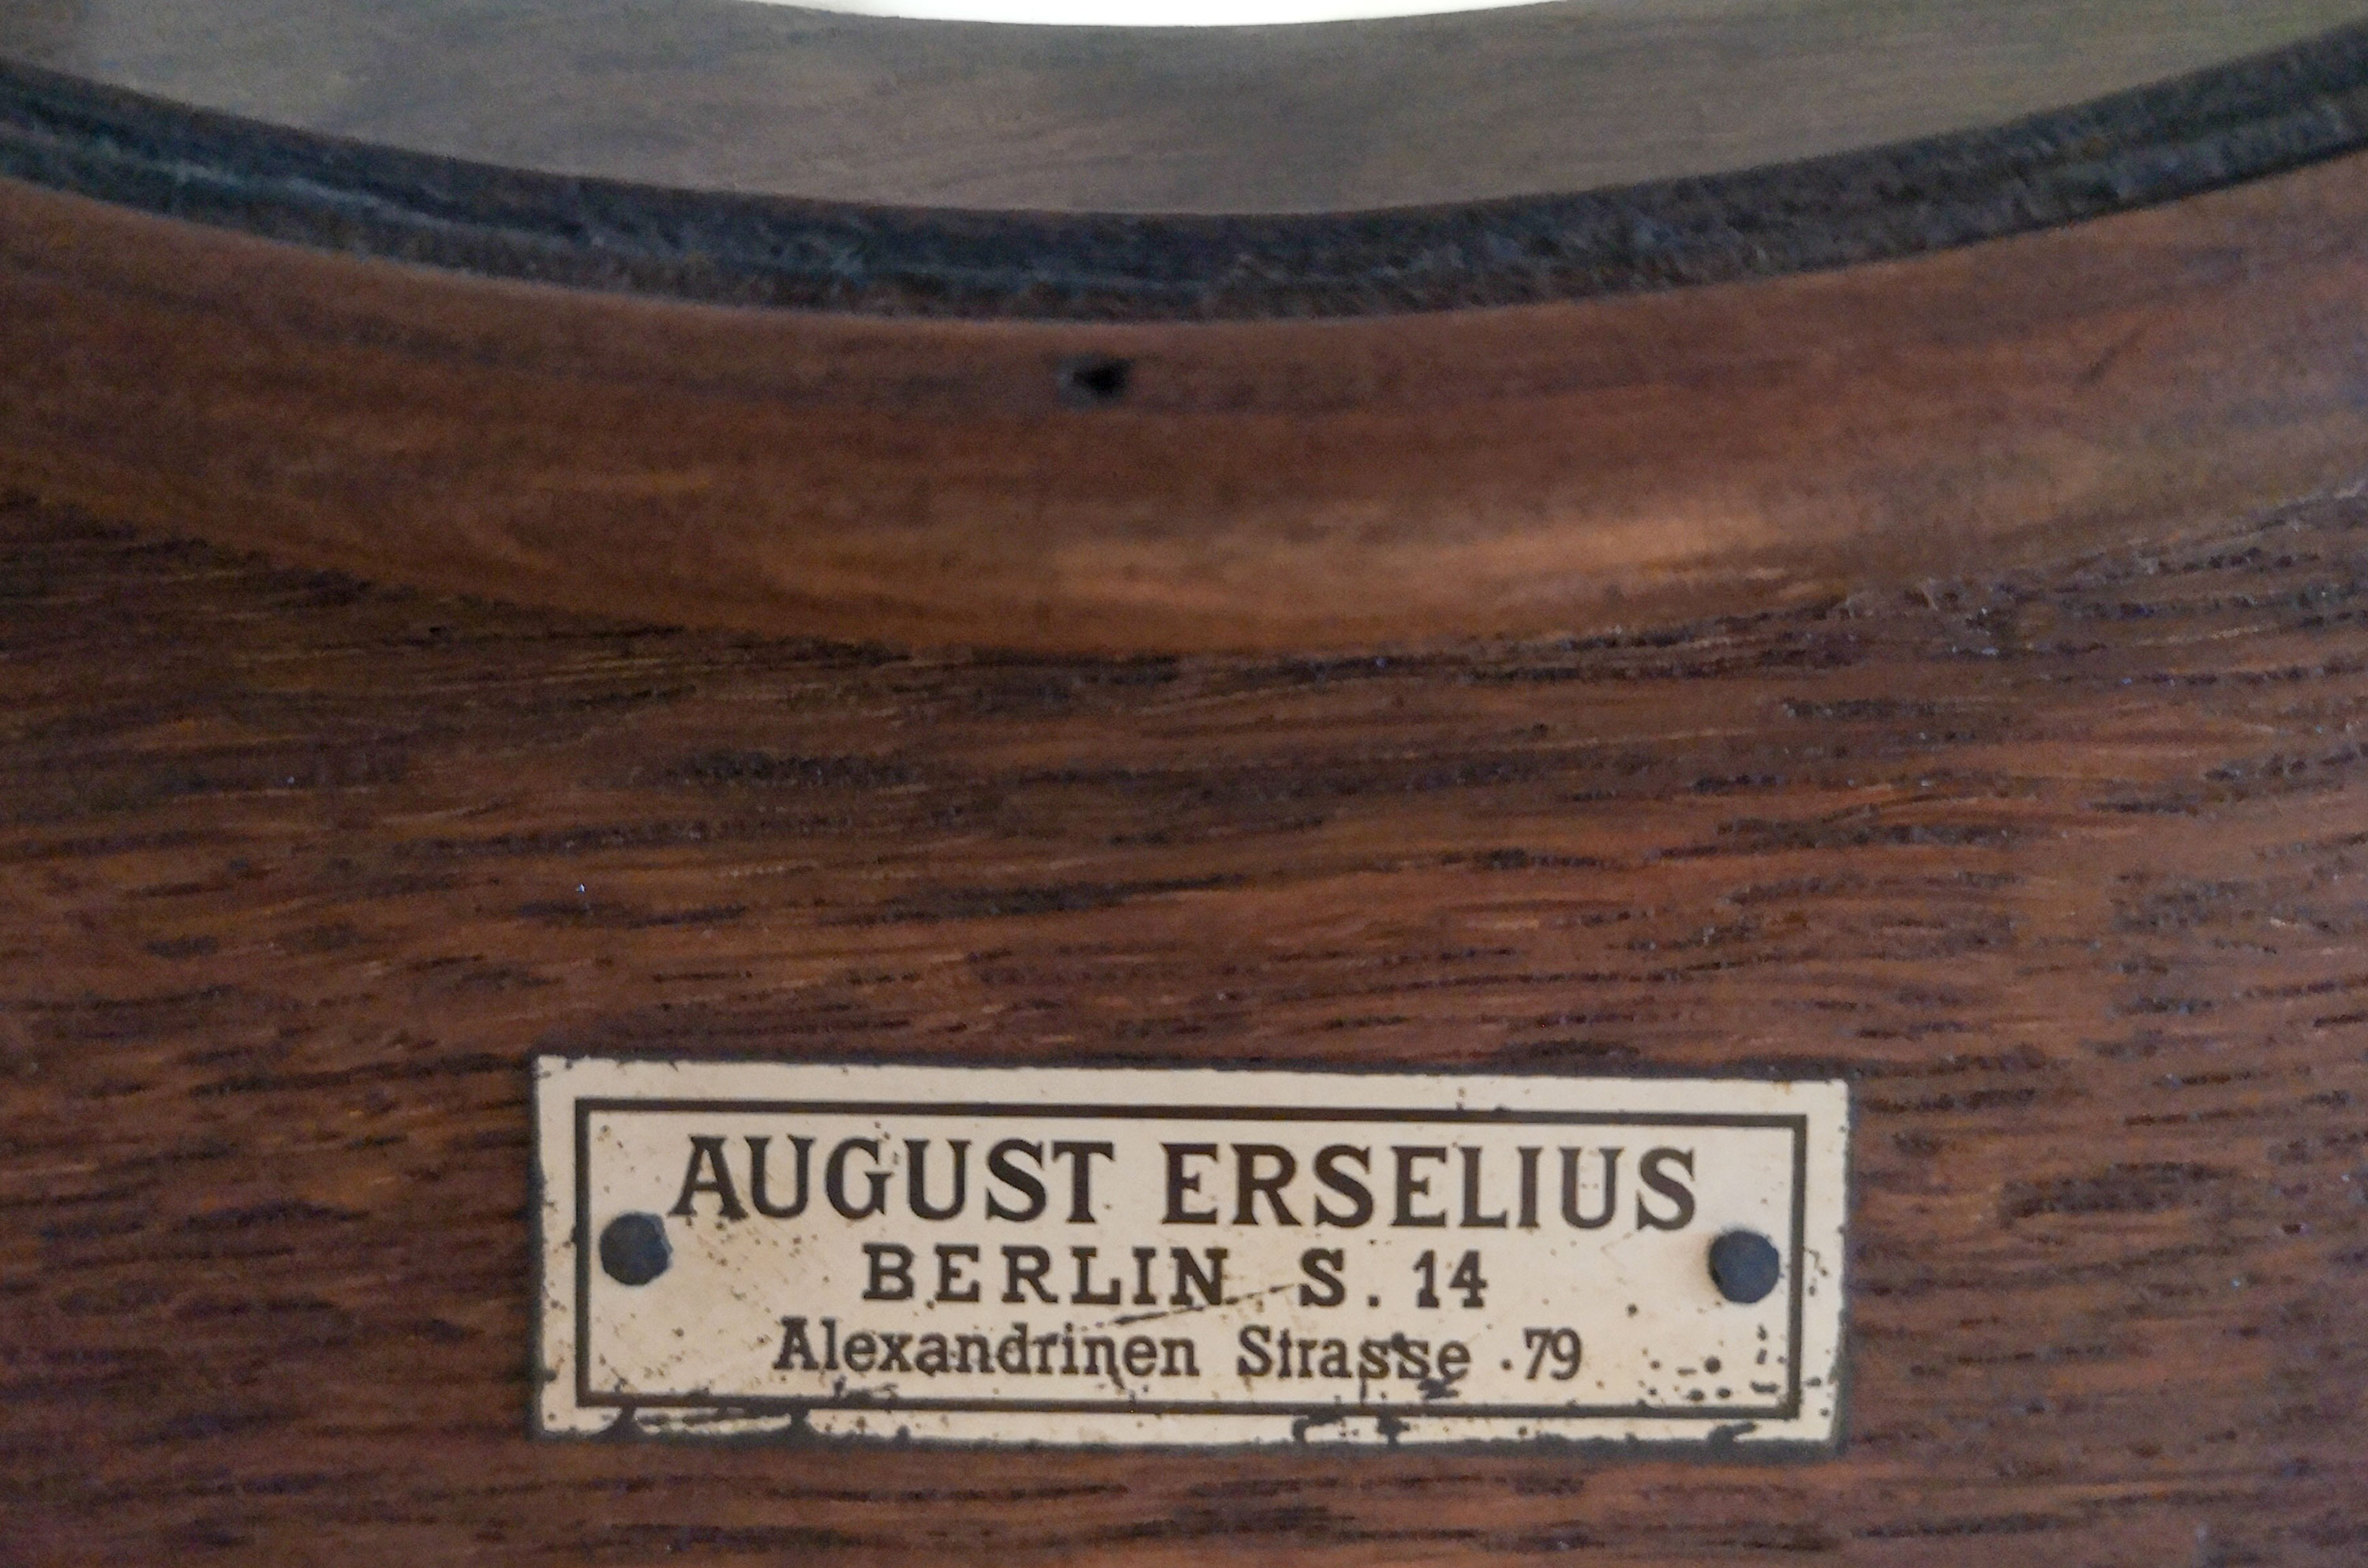 AUGUST ERSELIUS
BERLIN S. 14
Alexandrinen Strasse 79